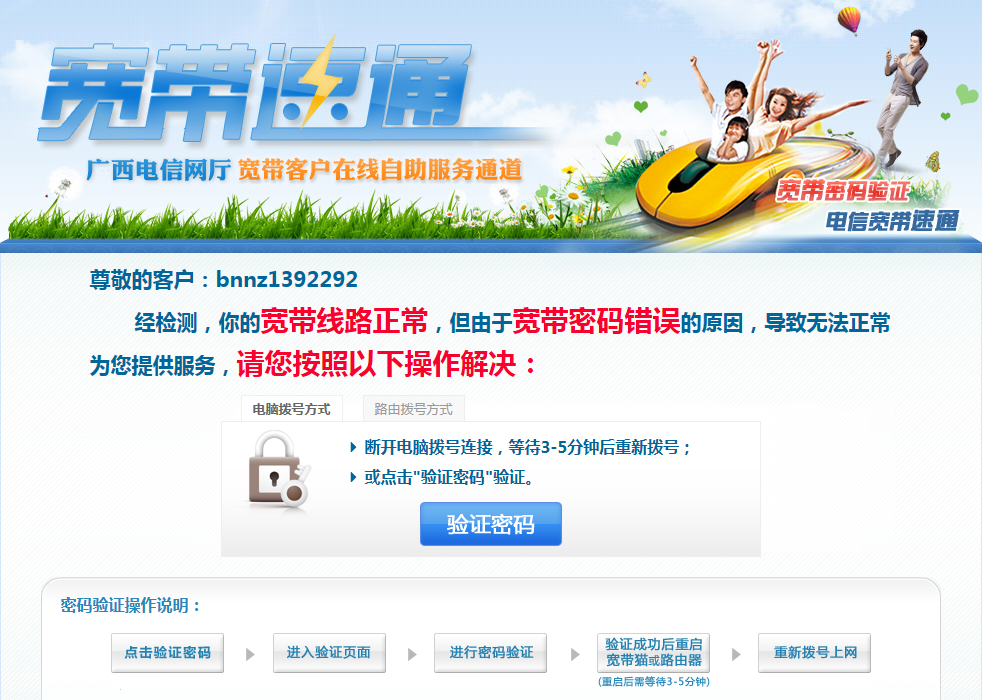 宽带速通
广西电信网厅 宽带客户在线自助服务通道
宽带密码验证
电信宽带速通
尊敬的客户：bnnz1392292
经检测，你的宽带线路正常，但由于宽带密码错误的原因，导致无法正常
为您提供服务，请您按照以下操作解决：
电脑拨号方式 路由拨号方式
断开电脑拨号连接，等待3-5分钟后重新拨号；
或点击"验证密码"验证。
验证密码
密码验证操作说明：
点击验证密码 进入验证页面 进行密码验证 验证成功后重启 重新拨号上网
宽带猫或路由器
(重启后需等待3-5分钟)